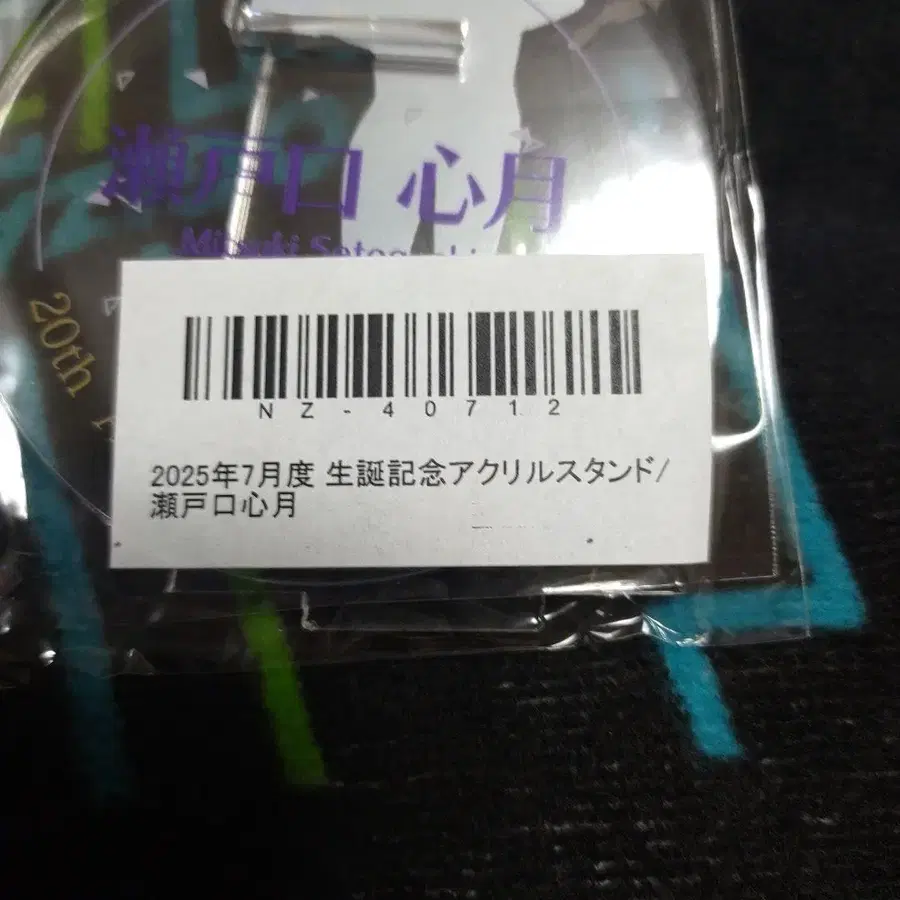 瀬戸口 心月
Mitsuki
20th
NZ-40712
2025年7月度 生誕記念アクリルスタンド/
瀬戸口心月